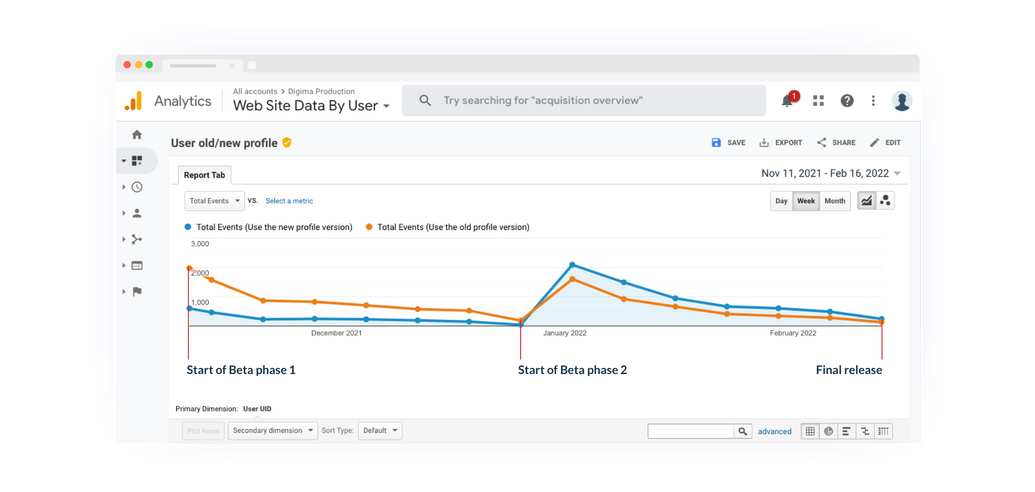 All accounts > Digima Production
Analytics
Web Site Data By User
Try searching for "acquisition overview"
1
User old/new profile
SAVE
EXPORT
SHARE
EDIT
Report Tab
Nov 11, 2021 - Feb 16, 2022
Total Events
VS.
Select a metric
Day
Week
Month
Total Events (Use the new profile version)
Total Events (Use the old profile version)
3,000
2,000
1,000
December 2021
January 2022
February 2022
Start of Beta phase 1
Start of Beta phase 2
Final release
Primary Dimension: User UID
Plot Rows
Secondary dimension
Sort Type:
Default
advanced